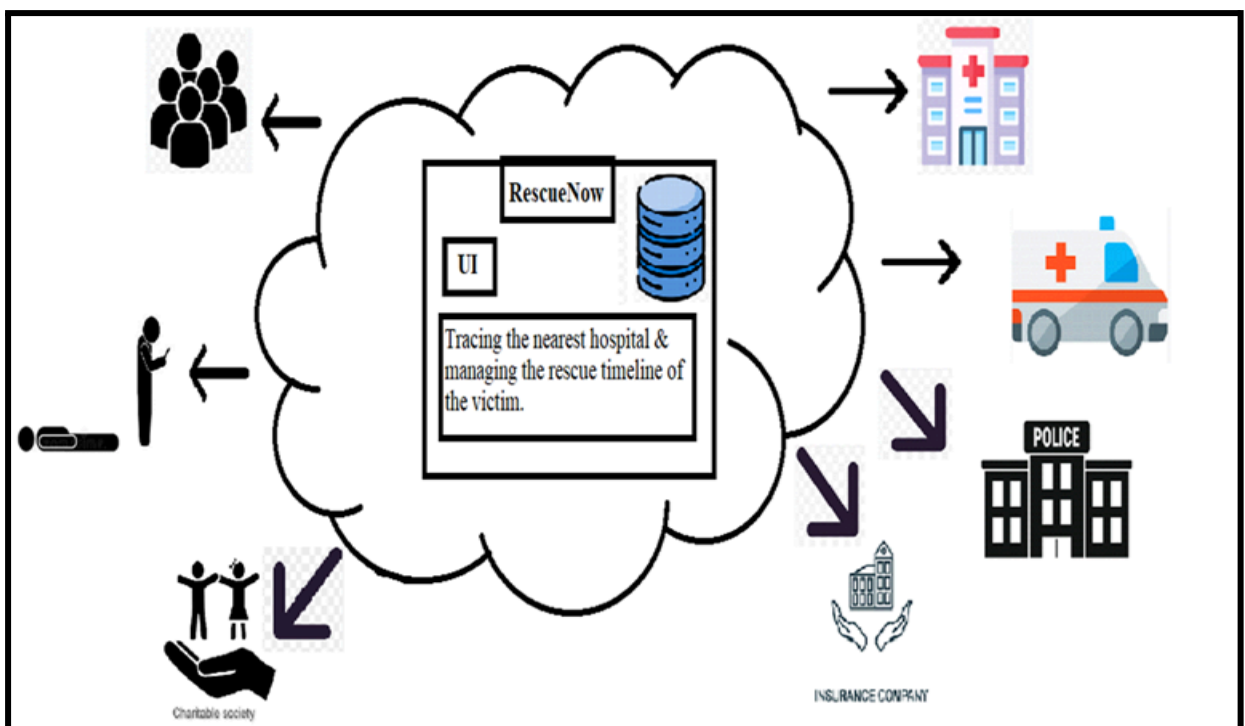 RescueNow
UI
Tracing the nearest hospital &
managing the rescue timeline of
the victim.
POLICE
INSURANCE COMPANY
Charitable society